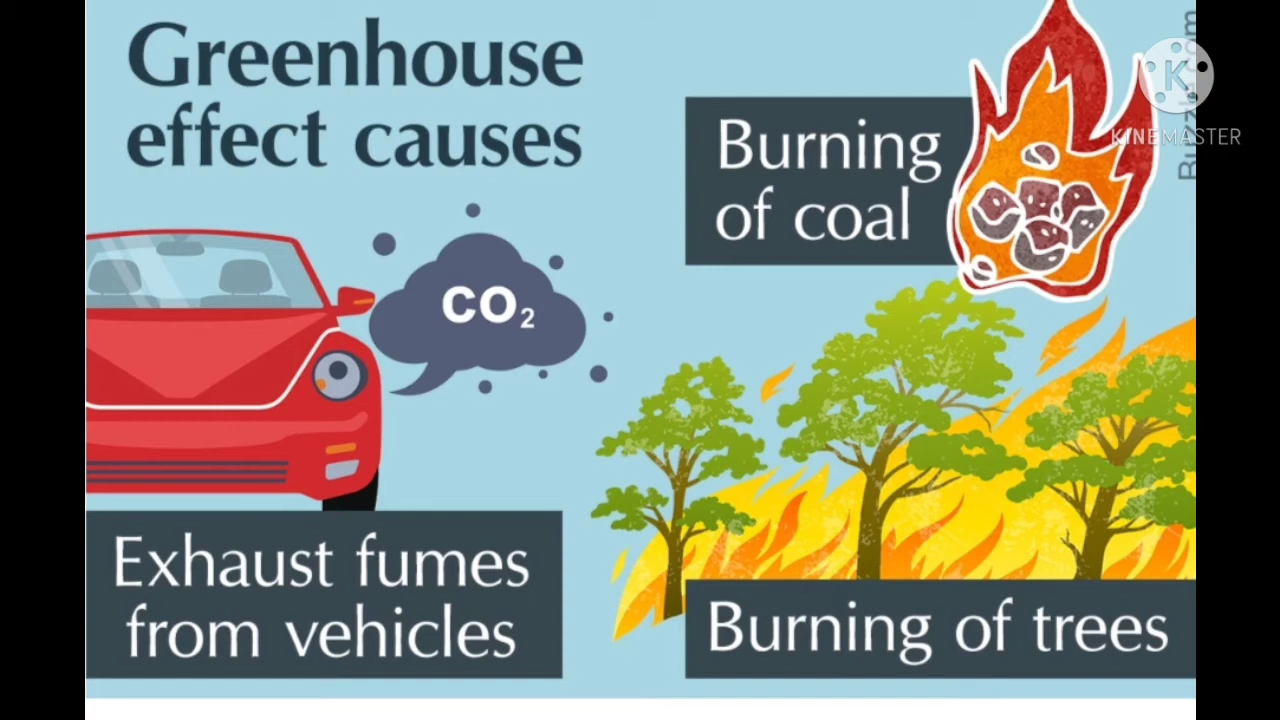 Greenhouse
effect causes
Burning
of coal
K
KINEMASTER
CO₂
Exhaust fumes
from vehicles
Burning of trees